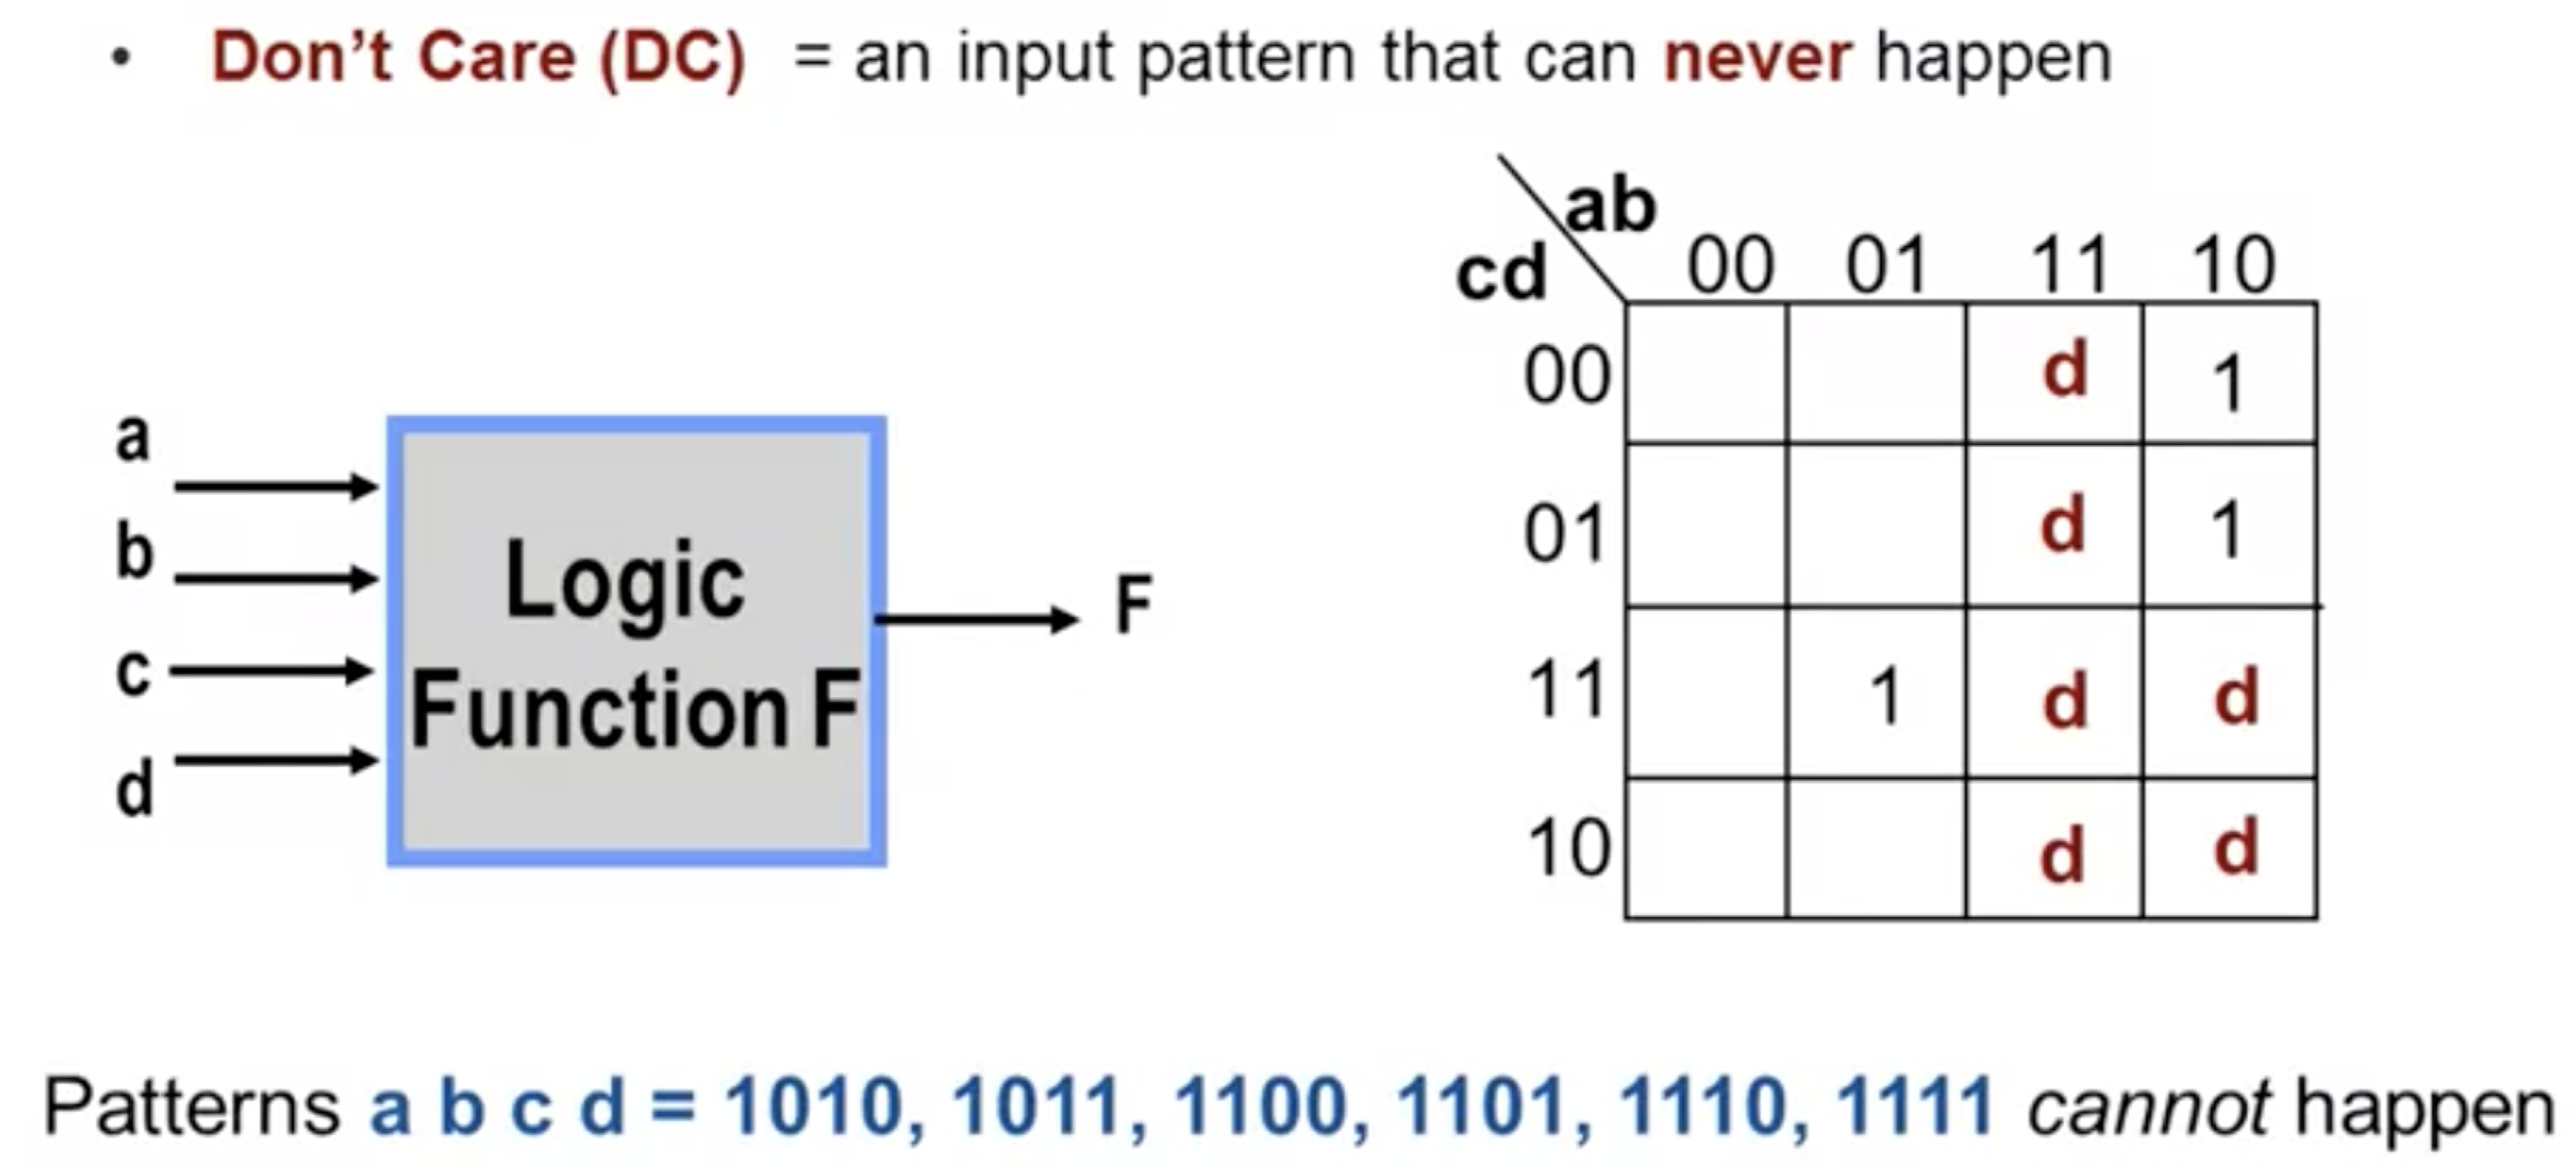 • Don't Care (DC) = an input pattern that can never happen
a
b
c
d
Logic
Function F
F
ab
cd
00 01 11 10
00 d 1
01 d 1
11 1 d d
10 d d
Patterns a b c d = 1010, 1011, 1100, 1101, 1110, 1111 cannot happen